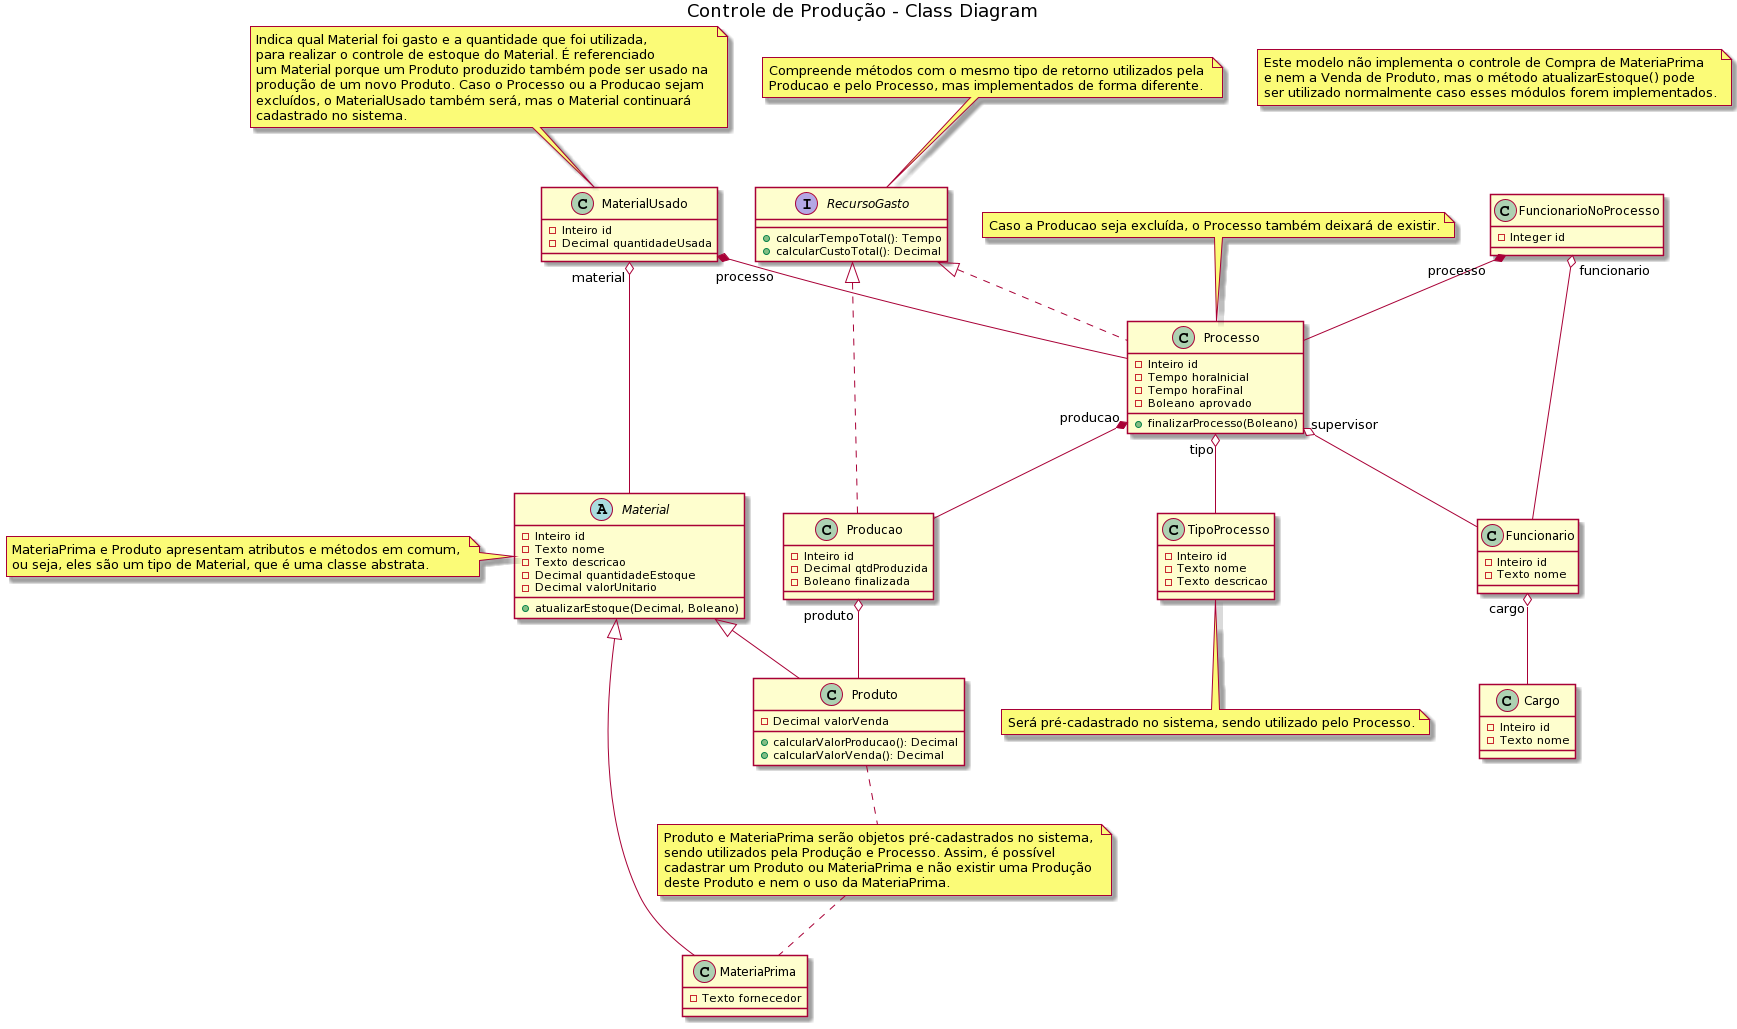 Controle de Produção - Class Diagram
Indica qual Material foi gasto e a quantidade que foi utilizada,
para realizar o controle de estoque do Material. É referenciado
um Material porque um Produto produzido também pode ser usado na
produção de um novo Produto. Caso o Processo ou a Producao sejam
excluídos, o MaterialUsado também será, mas o Material continuará
cadastrado no sistema.
Compreende métodos com o mesmo tipo de retorno utilizados pela
Producao e pelo Processo, mas implementados de forma diferente.
Este modelo não implementa o controle de Compra de MateriaPrima
e nem a Venda de Produto, mas o método atualizarEstoque() pode
ser utilizado normalmente caso esses módulos forem implementados.
C MaterialUsado
Inteiro id
Decimal quantidadeUsada
I RecursoGasto
calcularTempoTotal(): Tempo
calcularCustoTotal(): Decimal
Caso a Producao seja excluída, o Processo também deixará de existir.
C FuncionarioNoProcesso
Integer id
material
processo
processo
funcionario
C Processo
Inteiro id
Tempo horaInicial
Tempo horaFinal
Boleano aprovado
finalizarProcesso(Boleano)
producao
tipo
supervisor
MateriaPrima e Produto apresentam atributos e métodos em comum,
ou seja, eles são um tipo de Material, que é uma classe abstrata.
A Material
Inteiro id
Texto nome
Texto descricao
Decimal quantidadeEstoque
Decimal valorUnitario
atualizarEstoque(Decimal, Boleano)
C Producao
Inteiro id
Decimal qtdProduzida
Boleano finalizada
C TipoProcesso
Inteiro id
Texto nome
Texto descricao
C Funcionario
Inteiro id
Texto nome
produto
cargo
C Produto
Decimal valorVenda
calcularValorProducao(): Decimal
calcularValorVenda(): Decimal
Será pré-cadastrado no sistema, sendo utilizado pelo Processo.
C Cargo
Inteiro id
Texto nome
Produto e MateriaPrima serão objetos pré-cadastrados no sistema,
sendo utilizados pela Produção e Processo. Assim, é possível
cadastrar um Produto ou MateriaPrima e não existir uma Produção
deste Produto e nem o uso da MateriaPrima.
C MateriaPrima
Texto fornecedor